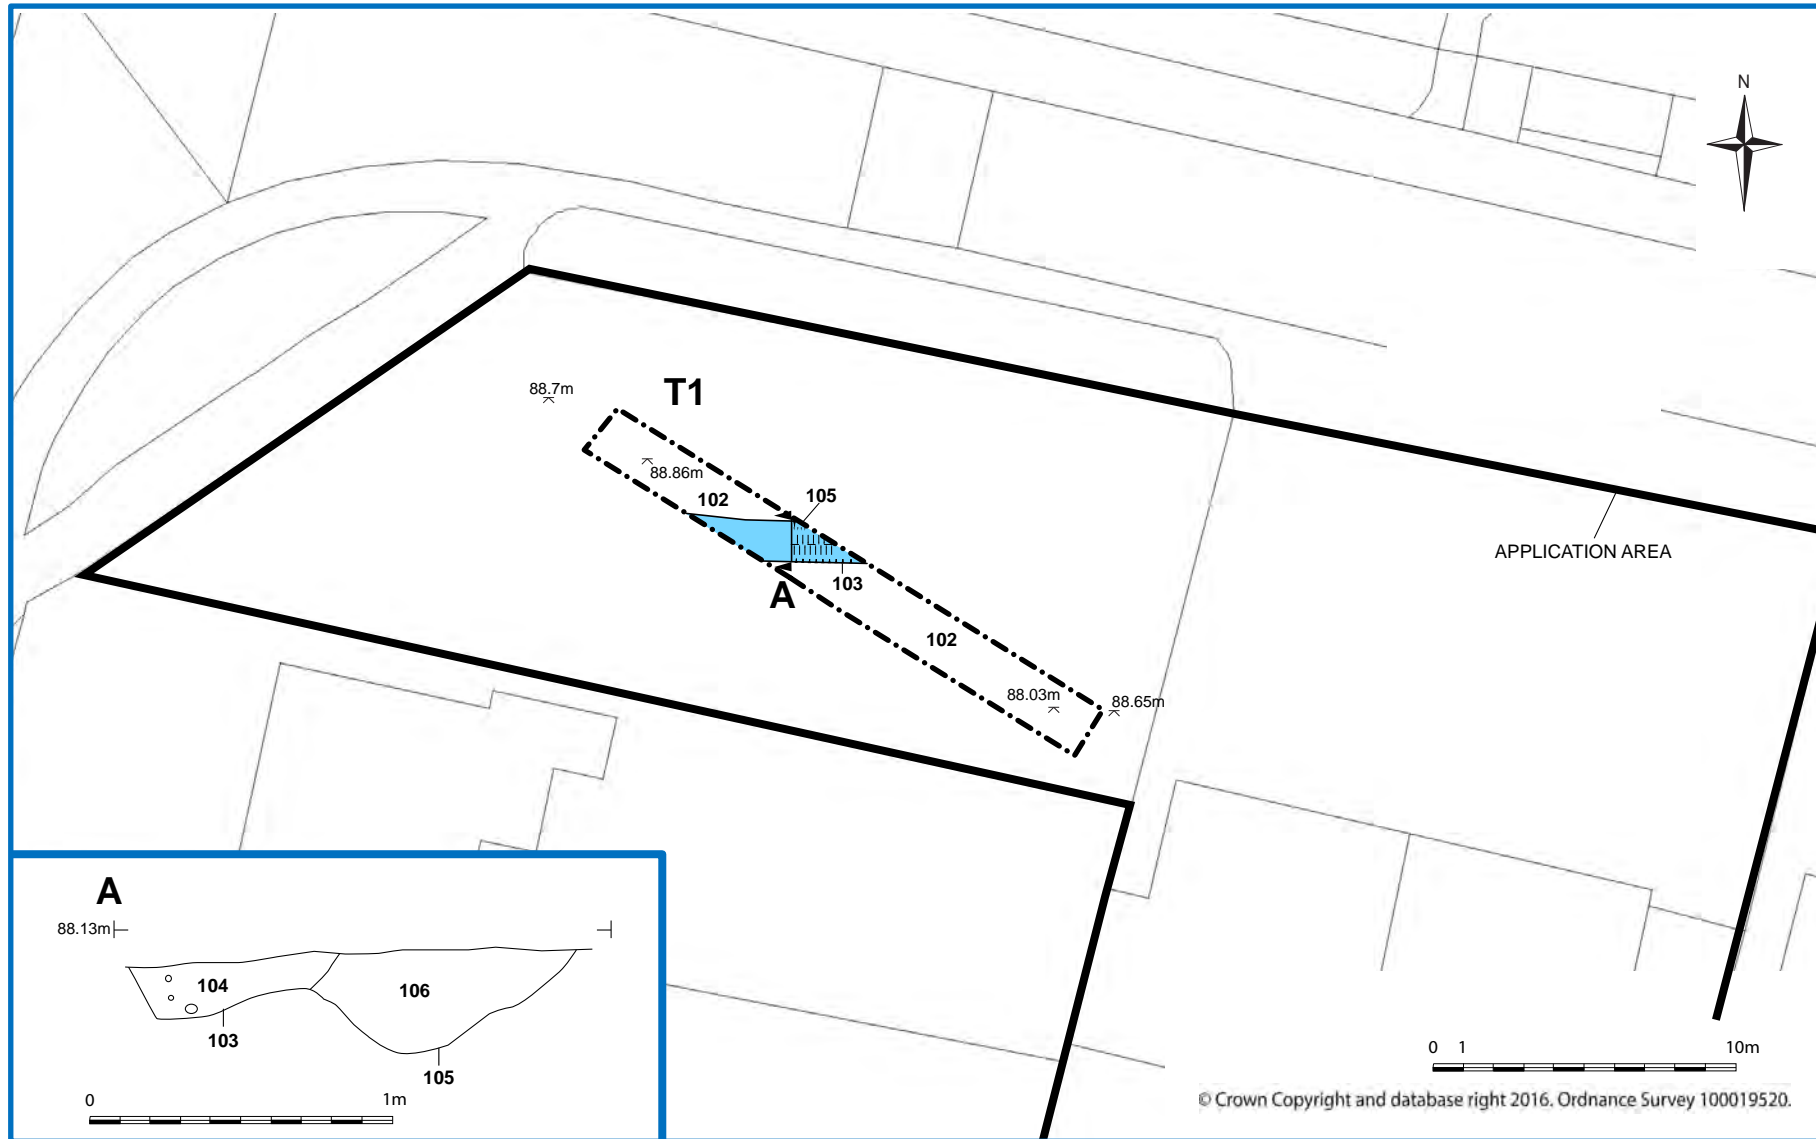 N
T1
88.7m
88.86m
102
105
103
A
102
88.03m
88.65m
APPLICATION AREA
A
88.13m
104
106
103
105
0 1m
0 1 10m
© Crown Copyright and database right 2016. Ordnance Survey 100019520.